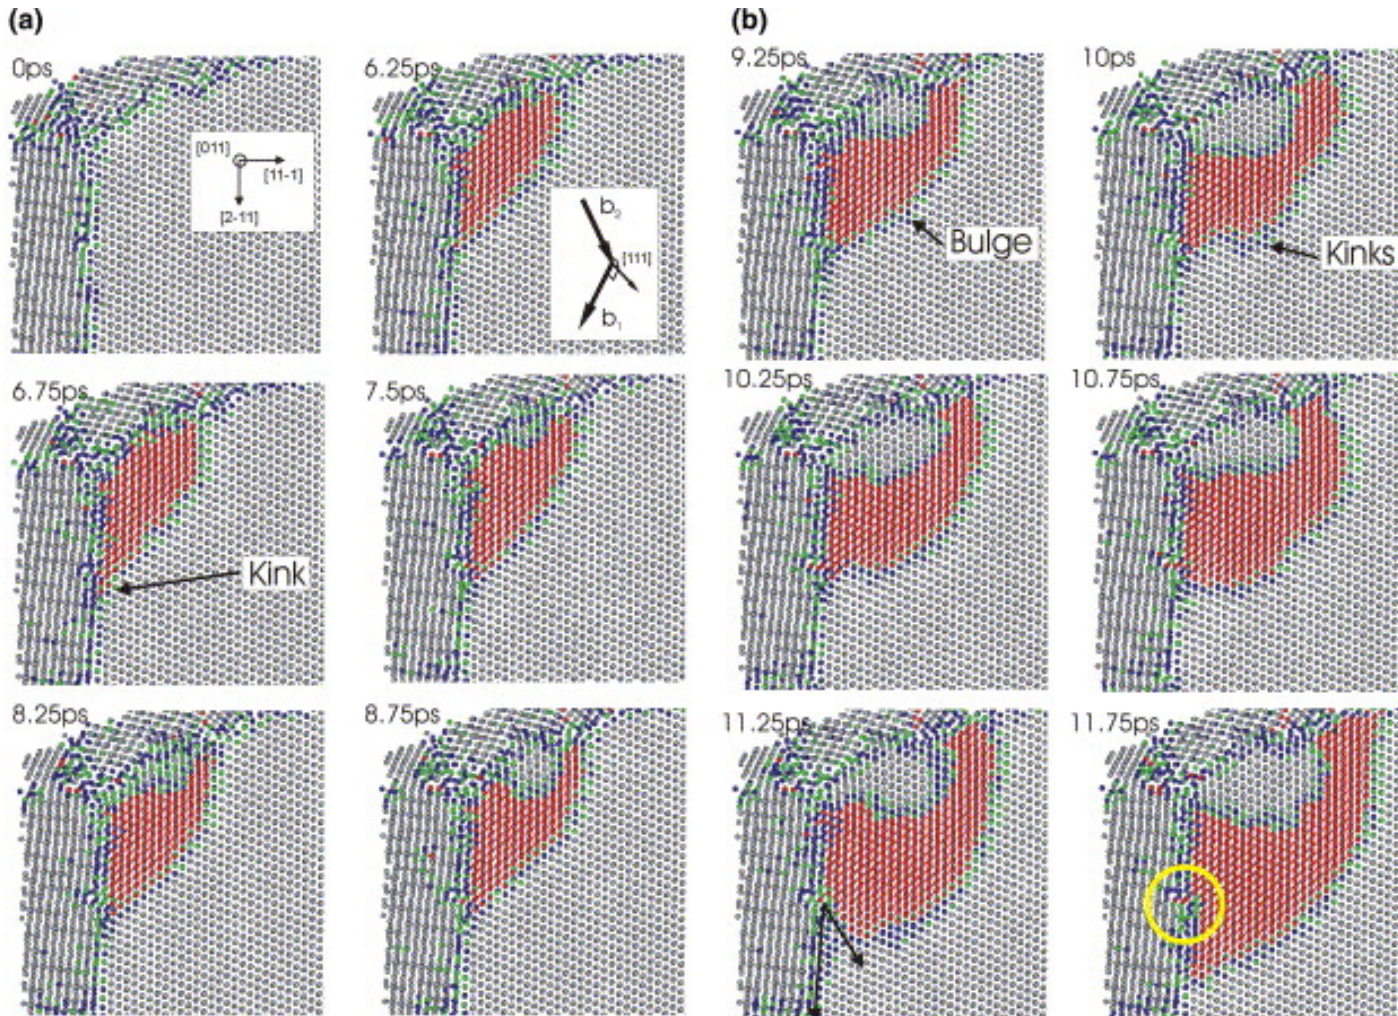 (a)
(b)
0ps
6.25ps
9.25ps
10ps
[011]
[11-1]
[2-11]
b2
[111]
b1
Bulge
Kinks
6.75ps
7.5ps
10.25ps
10.75ps
Kink
8.25ps
8.75ps
11.25ps
11.75ps